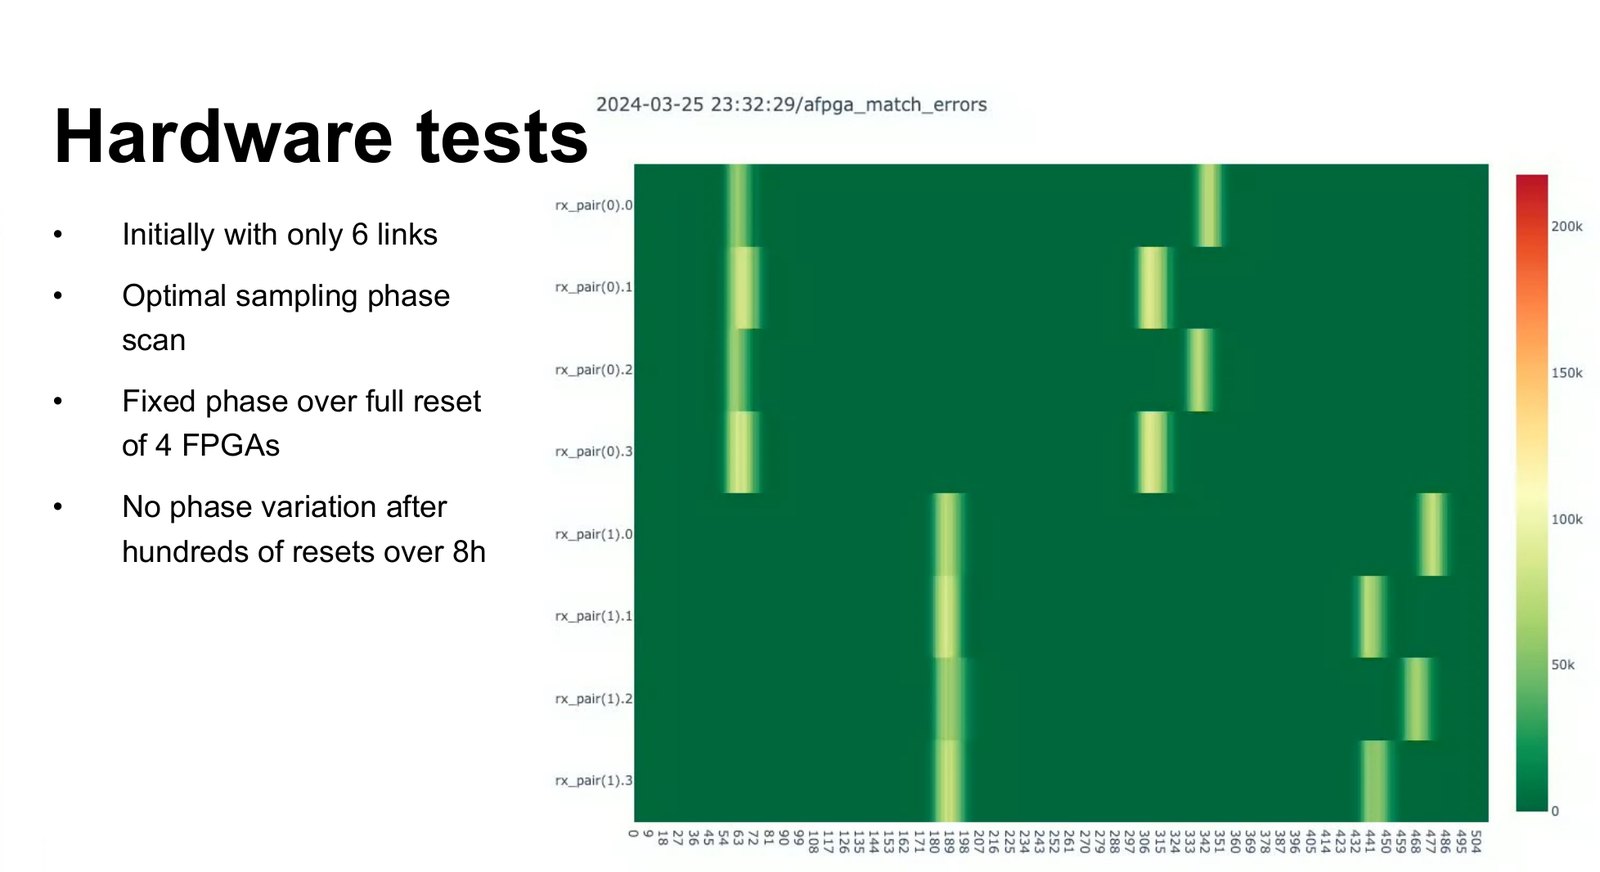 Hardware tests
• Initially with only 6 links
• Optimal sampling phase
scan
• Fixed phase over full reset
of 4 FPGAs
• No phase variation after
hundreds of resets over 8h
2024-03-25 23:32:29/afpga_match_errors
rx_pair(0).0
rx_pair(0).1
rx_pair(0).2
rx_pair(0).3
rx_pair(1).0
rx_pair(1).1
rx_pair(1).2
rx_pair(1).3
0 9 18 27 36 45 54 63 72 81 90 99 108 117 126 135 144 153 162 171 180 189 198 207 216 225 234 243 252 261 270 279 288 297 306 315 324 333 342 351 360 369 378 387 396 405 414 423 432 441 450 459 468 477 486 495 504
200k
150k
100k
50k
0